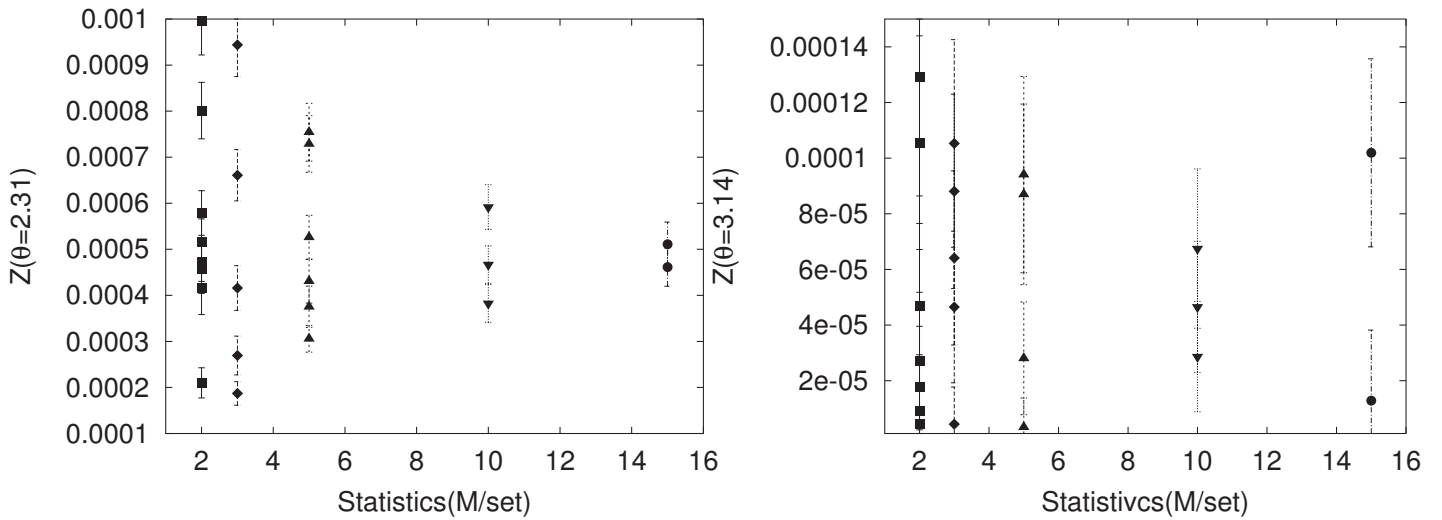 0.001
0.0009
0.0008
0.0007
0.0006
0.0005
0.0004
0.0003
0.0002
0.0001
Z(θ=2.31)
2 4 6 8 10 12 14 16
Statistics(M/set)
0.00014
0.00012
0.0001
8e-05
6e-05
4e-05
2e-05
Z(θ=3.14)
2 4 6 8 10 12 14 16
Statistivcs(M/set)